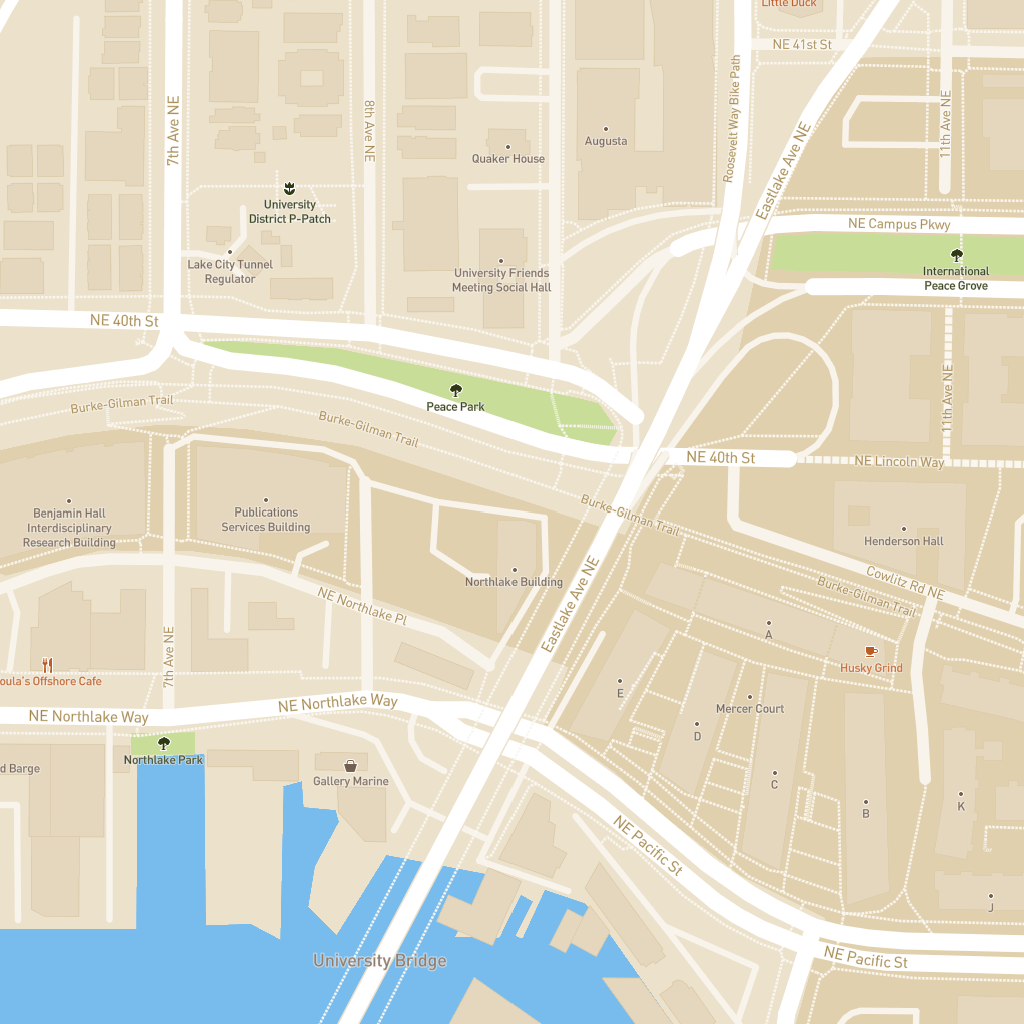 Little Duck
NE 41st St
Roosevelt Way Bike Path
7th Ave NE
8th Ave NE
11th Ave NE
Eastlake Ave NE
Augusta
Quaker House
University
District P-Patch
NE Campus Pkwy
Lake City Tunnel
Regulator
University Friends
Meeting Social Hall
International
Peace Grove
NE 40th St
Peace Park
Burke-Gilman Trail
Burke-Gilman Trail
11th Ave NE
NE 40th St
NE Lincoln Way
Benjamin Hall
Interdisciplinary
Research Building
Publications
Services Building
Burke-Gilman Trail
Henderson Hall
Northlake Building
Cowlitz Rd NE
Burke-Gilman Trail
NE Northlake Pl
Eastlake Ave NE
A
7th Ave NE
oula's Offshore Cafe
Husky Grind
E
Mercer Court
NE Northlake Way
NE Northlake Way
D
Northlake Park
d Barge
Gallery Marine
C
K
B
NE Pacific St
J
University Bridge
NE Pacific St